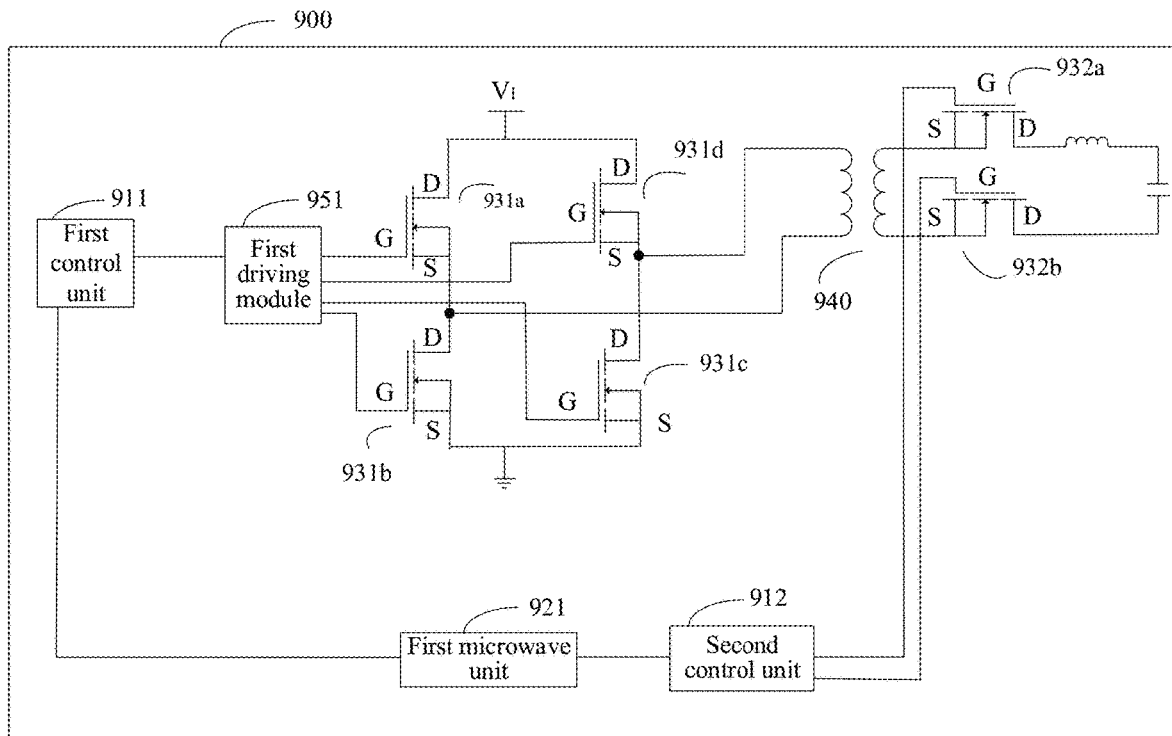 900
V1
G
932a
S
D
G
S
D
932b
940
911
First
control
unit
951
First
driving
module
D
931a
G
S
D
931d
G
S
D
G
S
931b
D
931c
G
S
921
First microwave
unit
912
Second
control unit